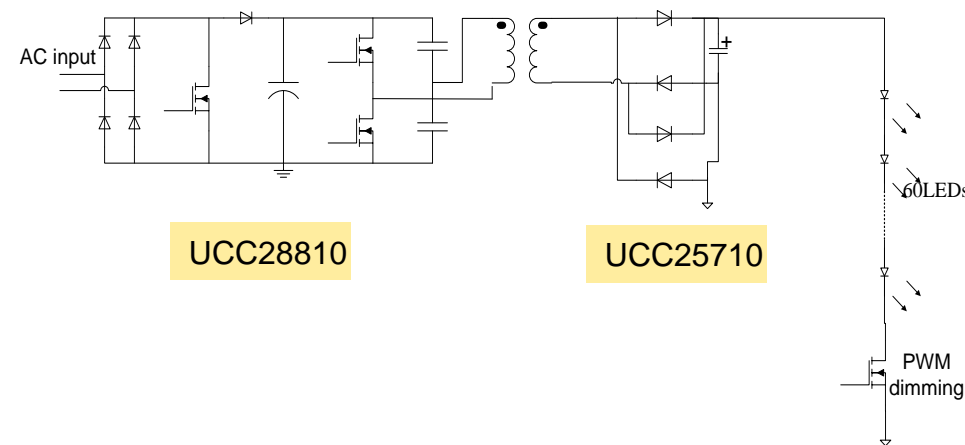 AC input
+
60LEDs
UCC28810
UCC25710
PWM
dimming